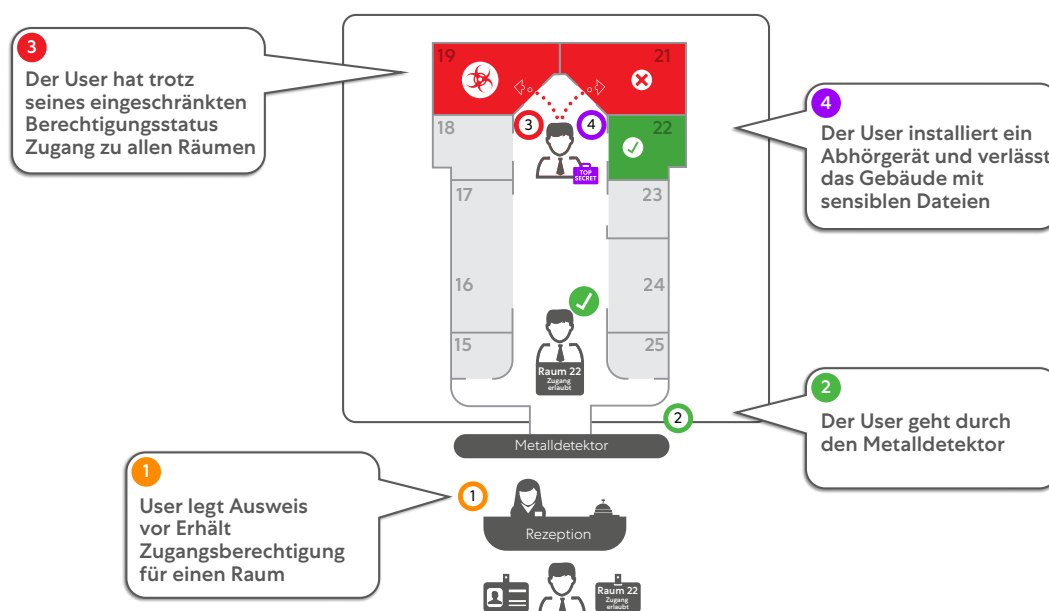 3
Der User hat trotz
seines eingeschränkten
Berechtigungsstatus
Zugang zu allen Räumen
19
21
18
22
3
4
TOP
SECRET
17
23
16
24
15
25
Raum 22
Zugang
erlaubt
4
Der User installiert ein
Abhörgerät und verlässt
das Gebäude mit
sensiblen Dateien
2
Metalldetektor
2
Der User geht durch
den Metalldetektor
1
User legt Ausweis
vor Erhält
Zugangsberechtigung
für einen Raum
1
Rezeption
Raum 22
Zugang
erlaubt